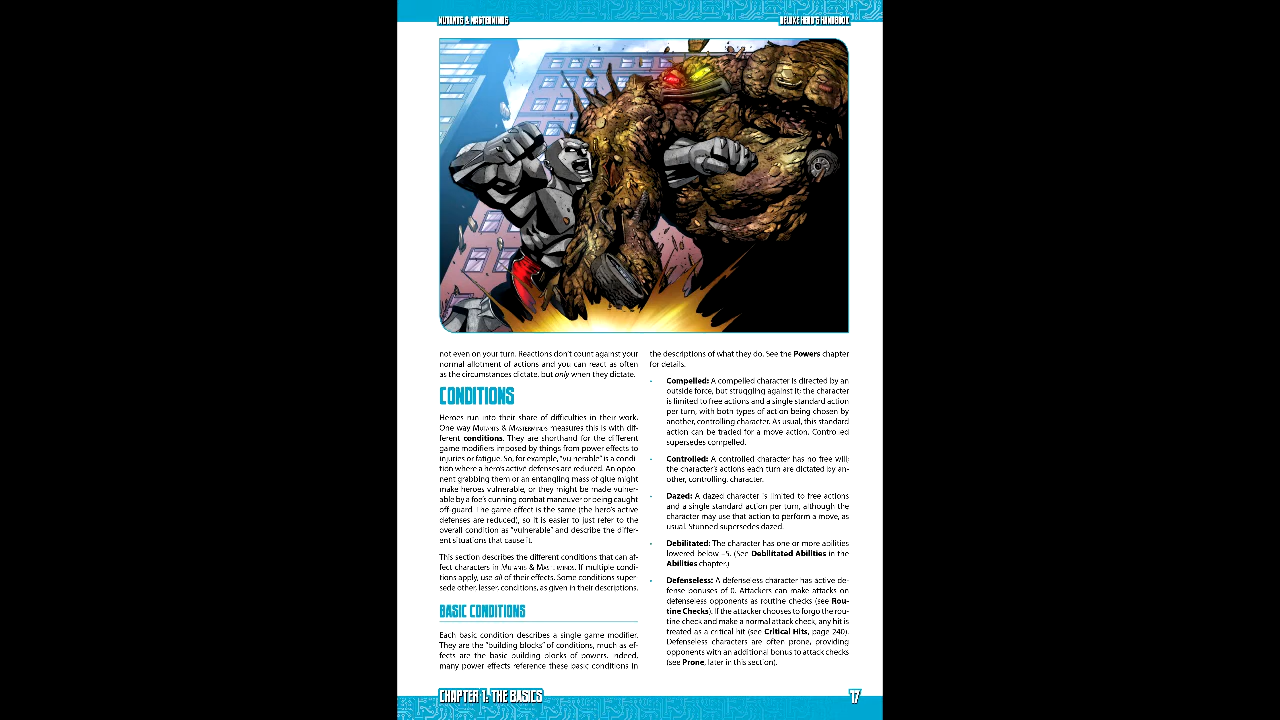 MUTANTS & MASTERMINDS
DELUXE HERO'S HANDBOOK
not even on your turn. Reactions don't count against your
normal allotment of actions and you can react as often
as the circumstances dictate, but only when they dictate.
CONDITIONS
Heroes run into their share of difficulties in their work.
One way Mutants & Masterminds measures this is with dif-
ferent conditions. They are shorthand for the different
game modifiers imposed by things from power effects to
injuries or fatigue. So, for example, "vulnerable" is a condi-
tion where a hero's active defenses are reduced. An oppo-
nent grabbing them or an entangling mass of glue might
make heroes vulnerable, or they might be made vulner-
able by a foe's cunning combat maneuver or being caught
off guard. The game effect is the same (the hero's active
defenses are reduced), so it is easier to just refer to the
overall condition as "vulnerable" and describe the differ-
ent situations that cause it.
This section describes the different conditions that can af-
fect characters in Mutants & Masterminds. If multiple condi-
tions apply, use all of their effects. Some conditions super-
sede other, lesser, conditions, as given in their descriptions.
BASIC CONDITIONS
Each basic condition describes a single game modifier.
They are the "building blocks" of conditions, much as ef-
fects are the basic building blocks of powers. Indeed,
many power effects reference these basic conditions in
the descriptions of what they do. See the Powers chapter
for details.
• Compelled: A compelled character is directed by an
outside force, but struggling against it; the character
is limited to free actions and a single standard action
per turn, with both types of action being chosen by
another, controlling character. As usual, this standard
action can be traded for a move action. Controlled
supersedes compelled.
• Controlled: A controlled character has no free will;
the character's actions each turn are dictated by an-
other, controlling, character.
• Dazed: A dazed character is limited to free actions
and a single standard action per turn, although the
character may use that action to perform a move, as
usual. Stunned supersedes dazed.
• Debilitated: The character has one or more abilities
lowered below –5. (See Debilitated Abilities in the
Abilities chapter.)
• Defenseless: A defenseless character has active de-
fense bonuses of 0. Attackers can make attacks on
defenseless opponents as routine checks (see Rou-
tine Checks). If the attacker chooses to forgo the rou-
tine check and make a normal attack check, any hit is
treated as a critical hit (see Critical Hits, page 240).
Defenseless characters are often prone, providing
opponents with an additional bonus to attack checks
(see Prone, later in this section).
CHAPTER 1: THE BASICS
17